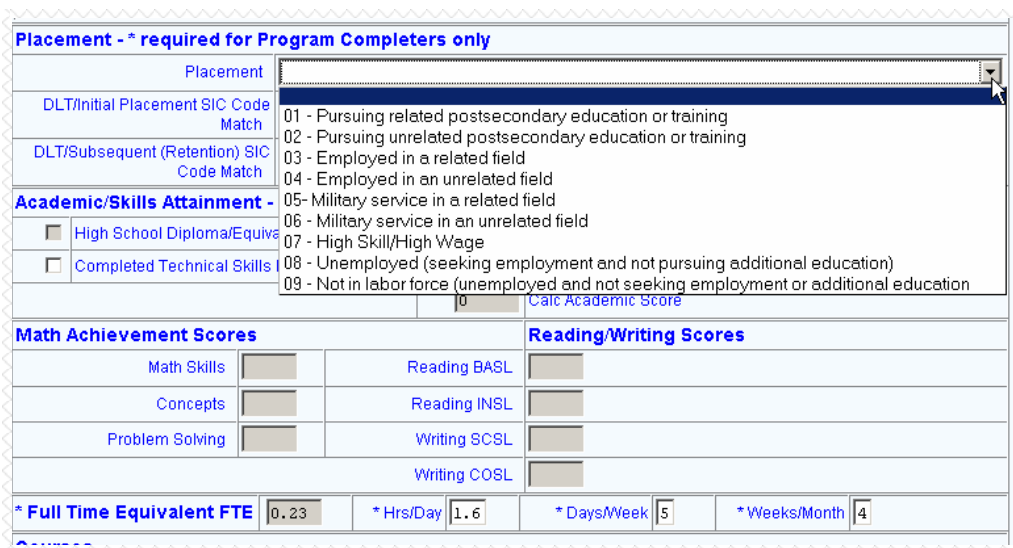 Placement - * required for Program Completers only
Placement
DLT/Initial Placement SIC Code
Match
DLT/Subsequent (Retention) SIC
Code Match
01 - Pursuing related postsecondary education or training
02 - Pursuing unrelated postsecondary education or training
03 - Employed in a related field
04 - Employed in an unrelated field
05- Military service in a related field
06 - Military service in an unrelated field
07 - High Skill/High Wage
08 - Unemployed (seeking employment and not pursuing additional education)
09 - Not in labor force (unemployed and not seeking employment or additional education
Academic/Skills Attainment -
High School Diploma/Equiva
Completed Technical Skills
0 Calc Academic Score
Math Achievement Scores Reading/Writing Scores
Math Skills Reading BASL
Concepts Reading INSL
Problem Solving Writing SCSL
Writing COSL
* Full Time Equivalent FTE 0.23 * Hrs/Day 1.6 * Days/Week 5 * Weeks/Month 4